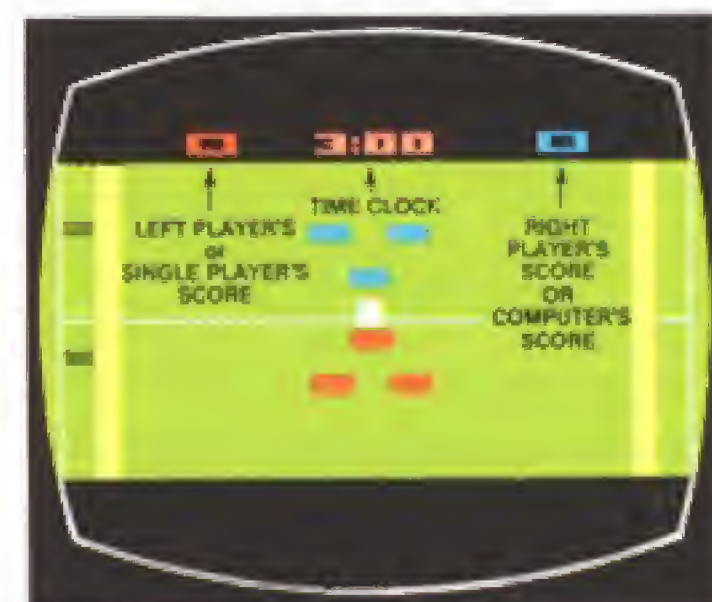 3:00
TIME CLOCK
LEFT PLAYER'S
or
SINGLE PLAYER'S
SCORE
RIGHT
PLAYER'S
SCORE
OR
COMPUTER'S
SCORE